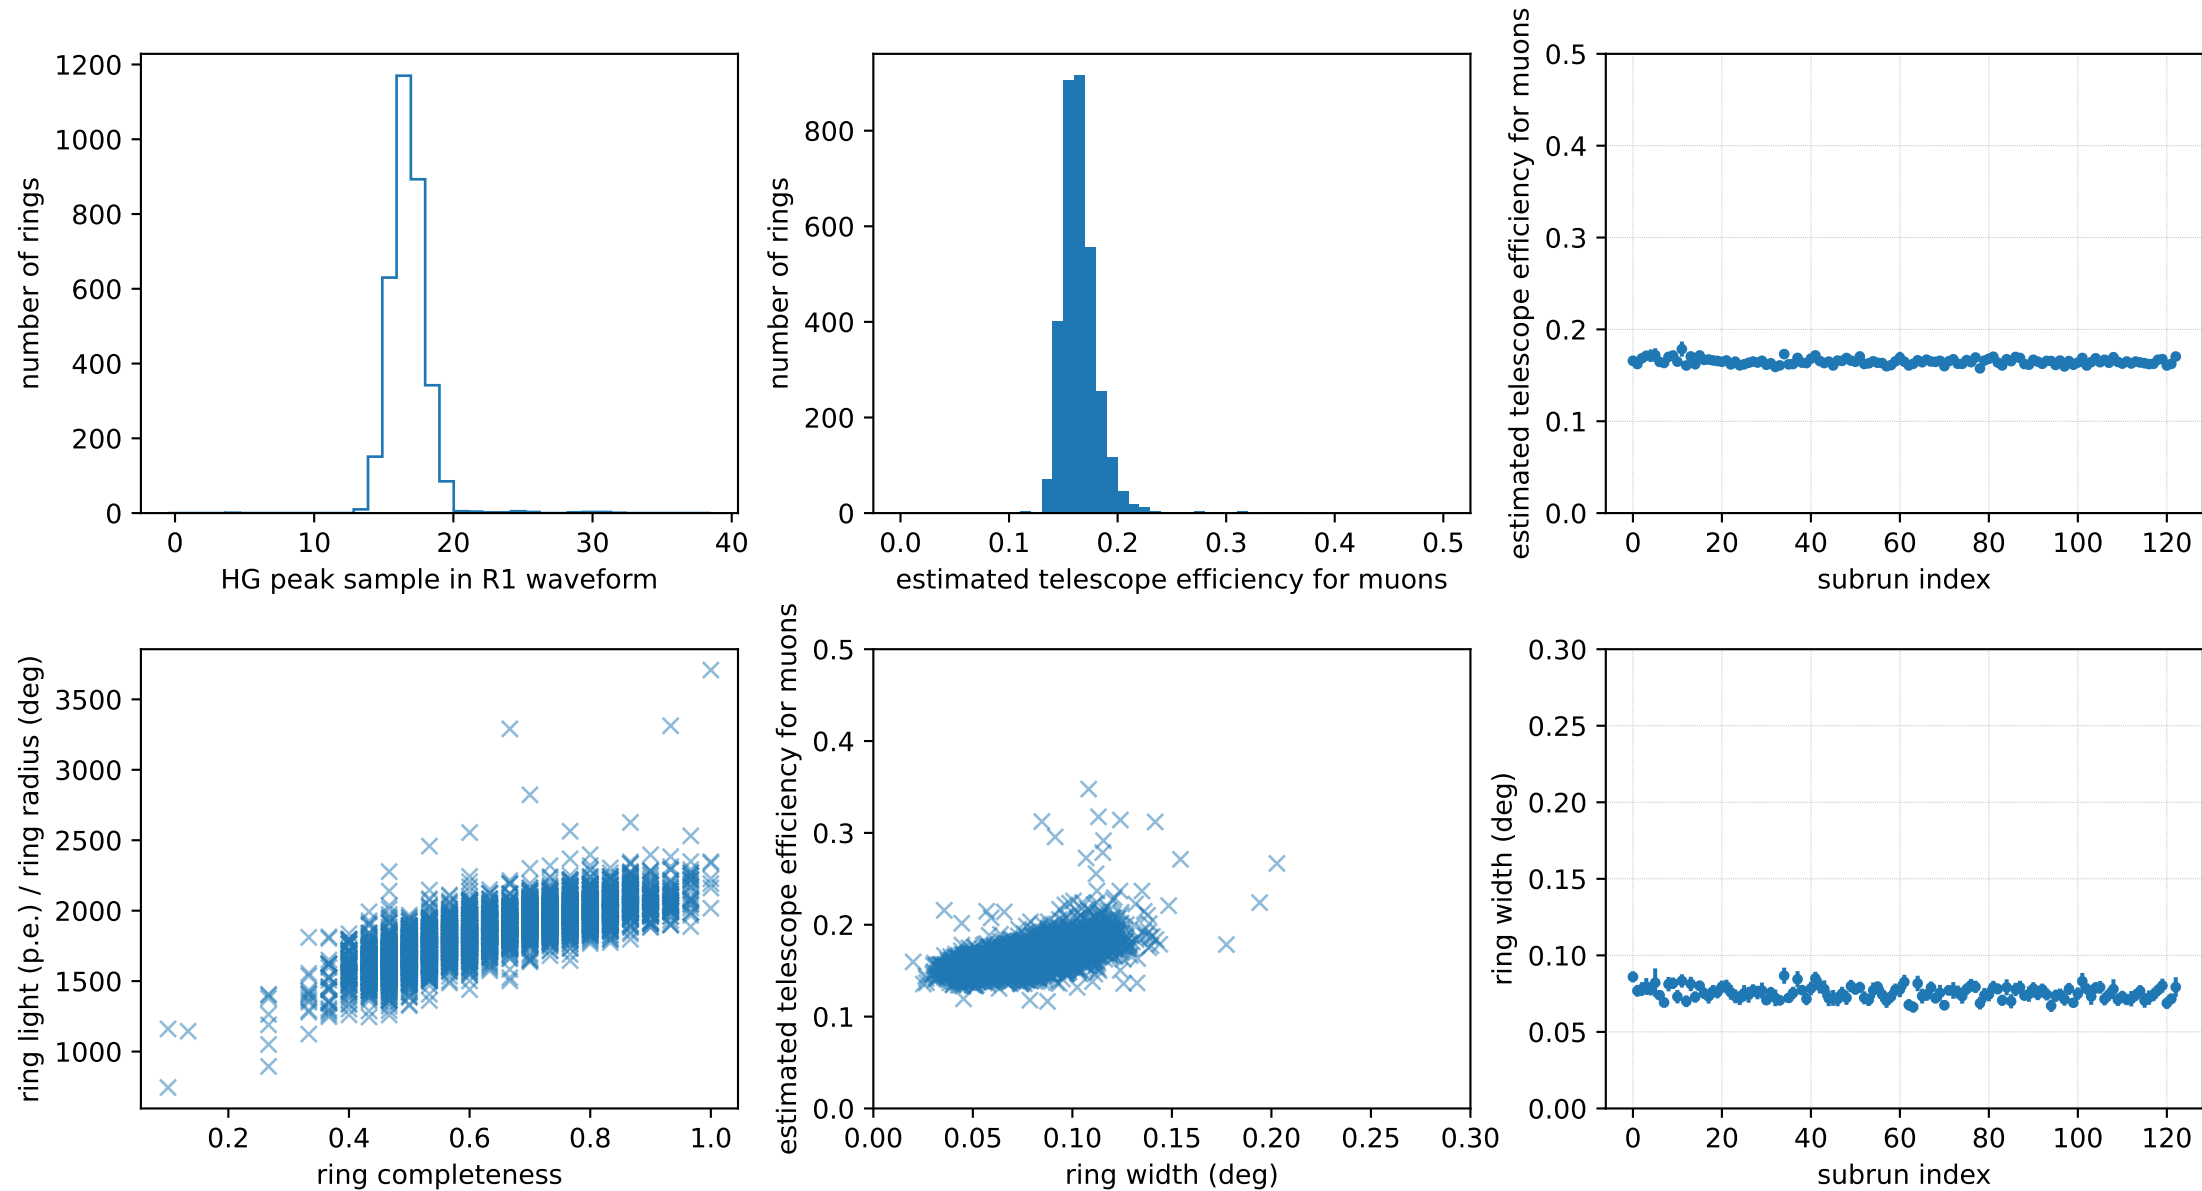 1200
1000
800
600
400
200
0
number of rings
0 10 20 30 40
HG peak sample in R1 waveform
800
600
400
200
0
number of rings
0.0 0.1 0.2 0.3 0.4 0.5
estimated telescope efficiency for muons
0.5
0.4
0.3
0.2
0.1
0.0
estimated telescope efficiency for muons
0 20 40 60 80 100 120
subrun index
3500
3000
2500
2000
1500
1000
ring light (p.e.) / ring radius (deg)
0.2 0.4 0.6 0.8 1.0
ring completeness
0.5
0.4
0.3
0.2
0.1
0.0
estimated telescope efficiency for muons
0.00 0.05 0.10 0.15 0.20 0.25 0.30
ring width (deg)
0.30
0.25
0.20
0.15
0.10
0.05
0.00
ring width (deg)
0 20 40 60 80 100 120
subrun index